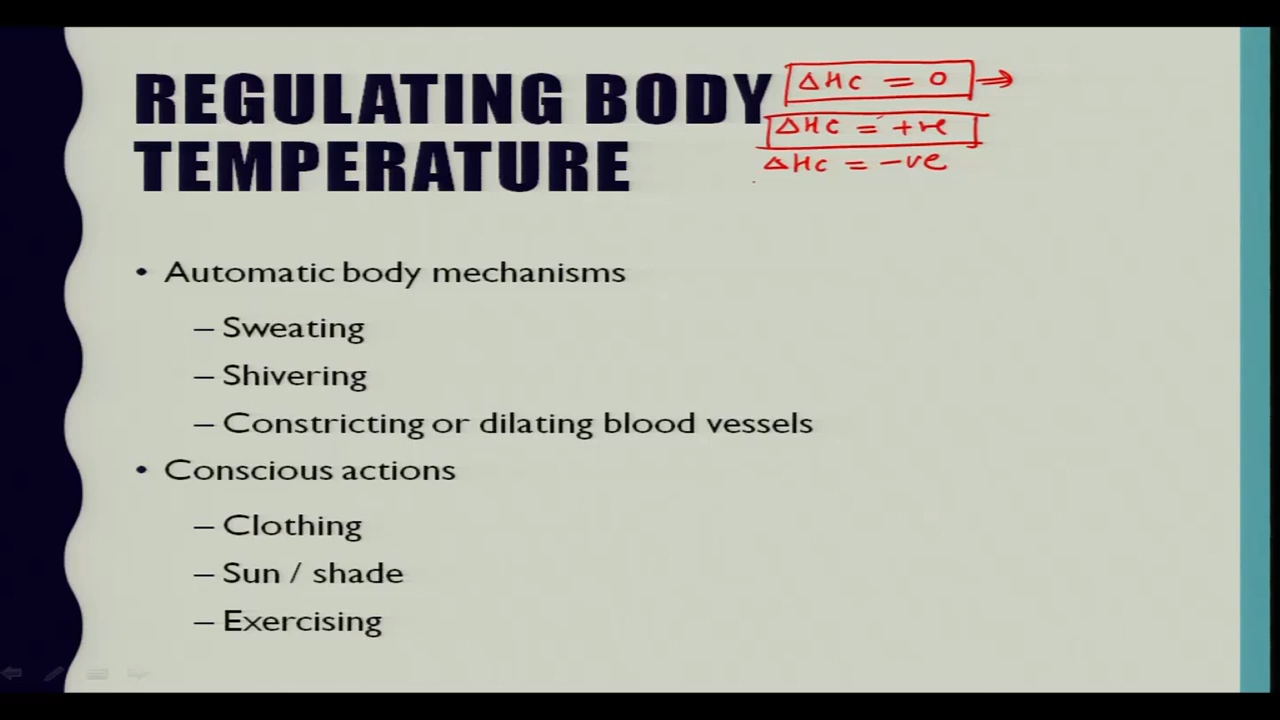 REGULATING BODY
TEMPERATURE
ΔHC = 0 →
ΔHC = +ve
ΔHC = -ve
• Automatic body mechanisms
– Sweating
– Shivering
– Constricting or dilating blood vessels
• Conscious actions
– Clothing
– Sun / shade
– Exercising